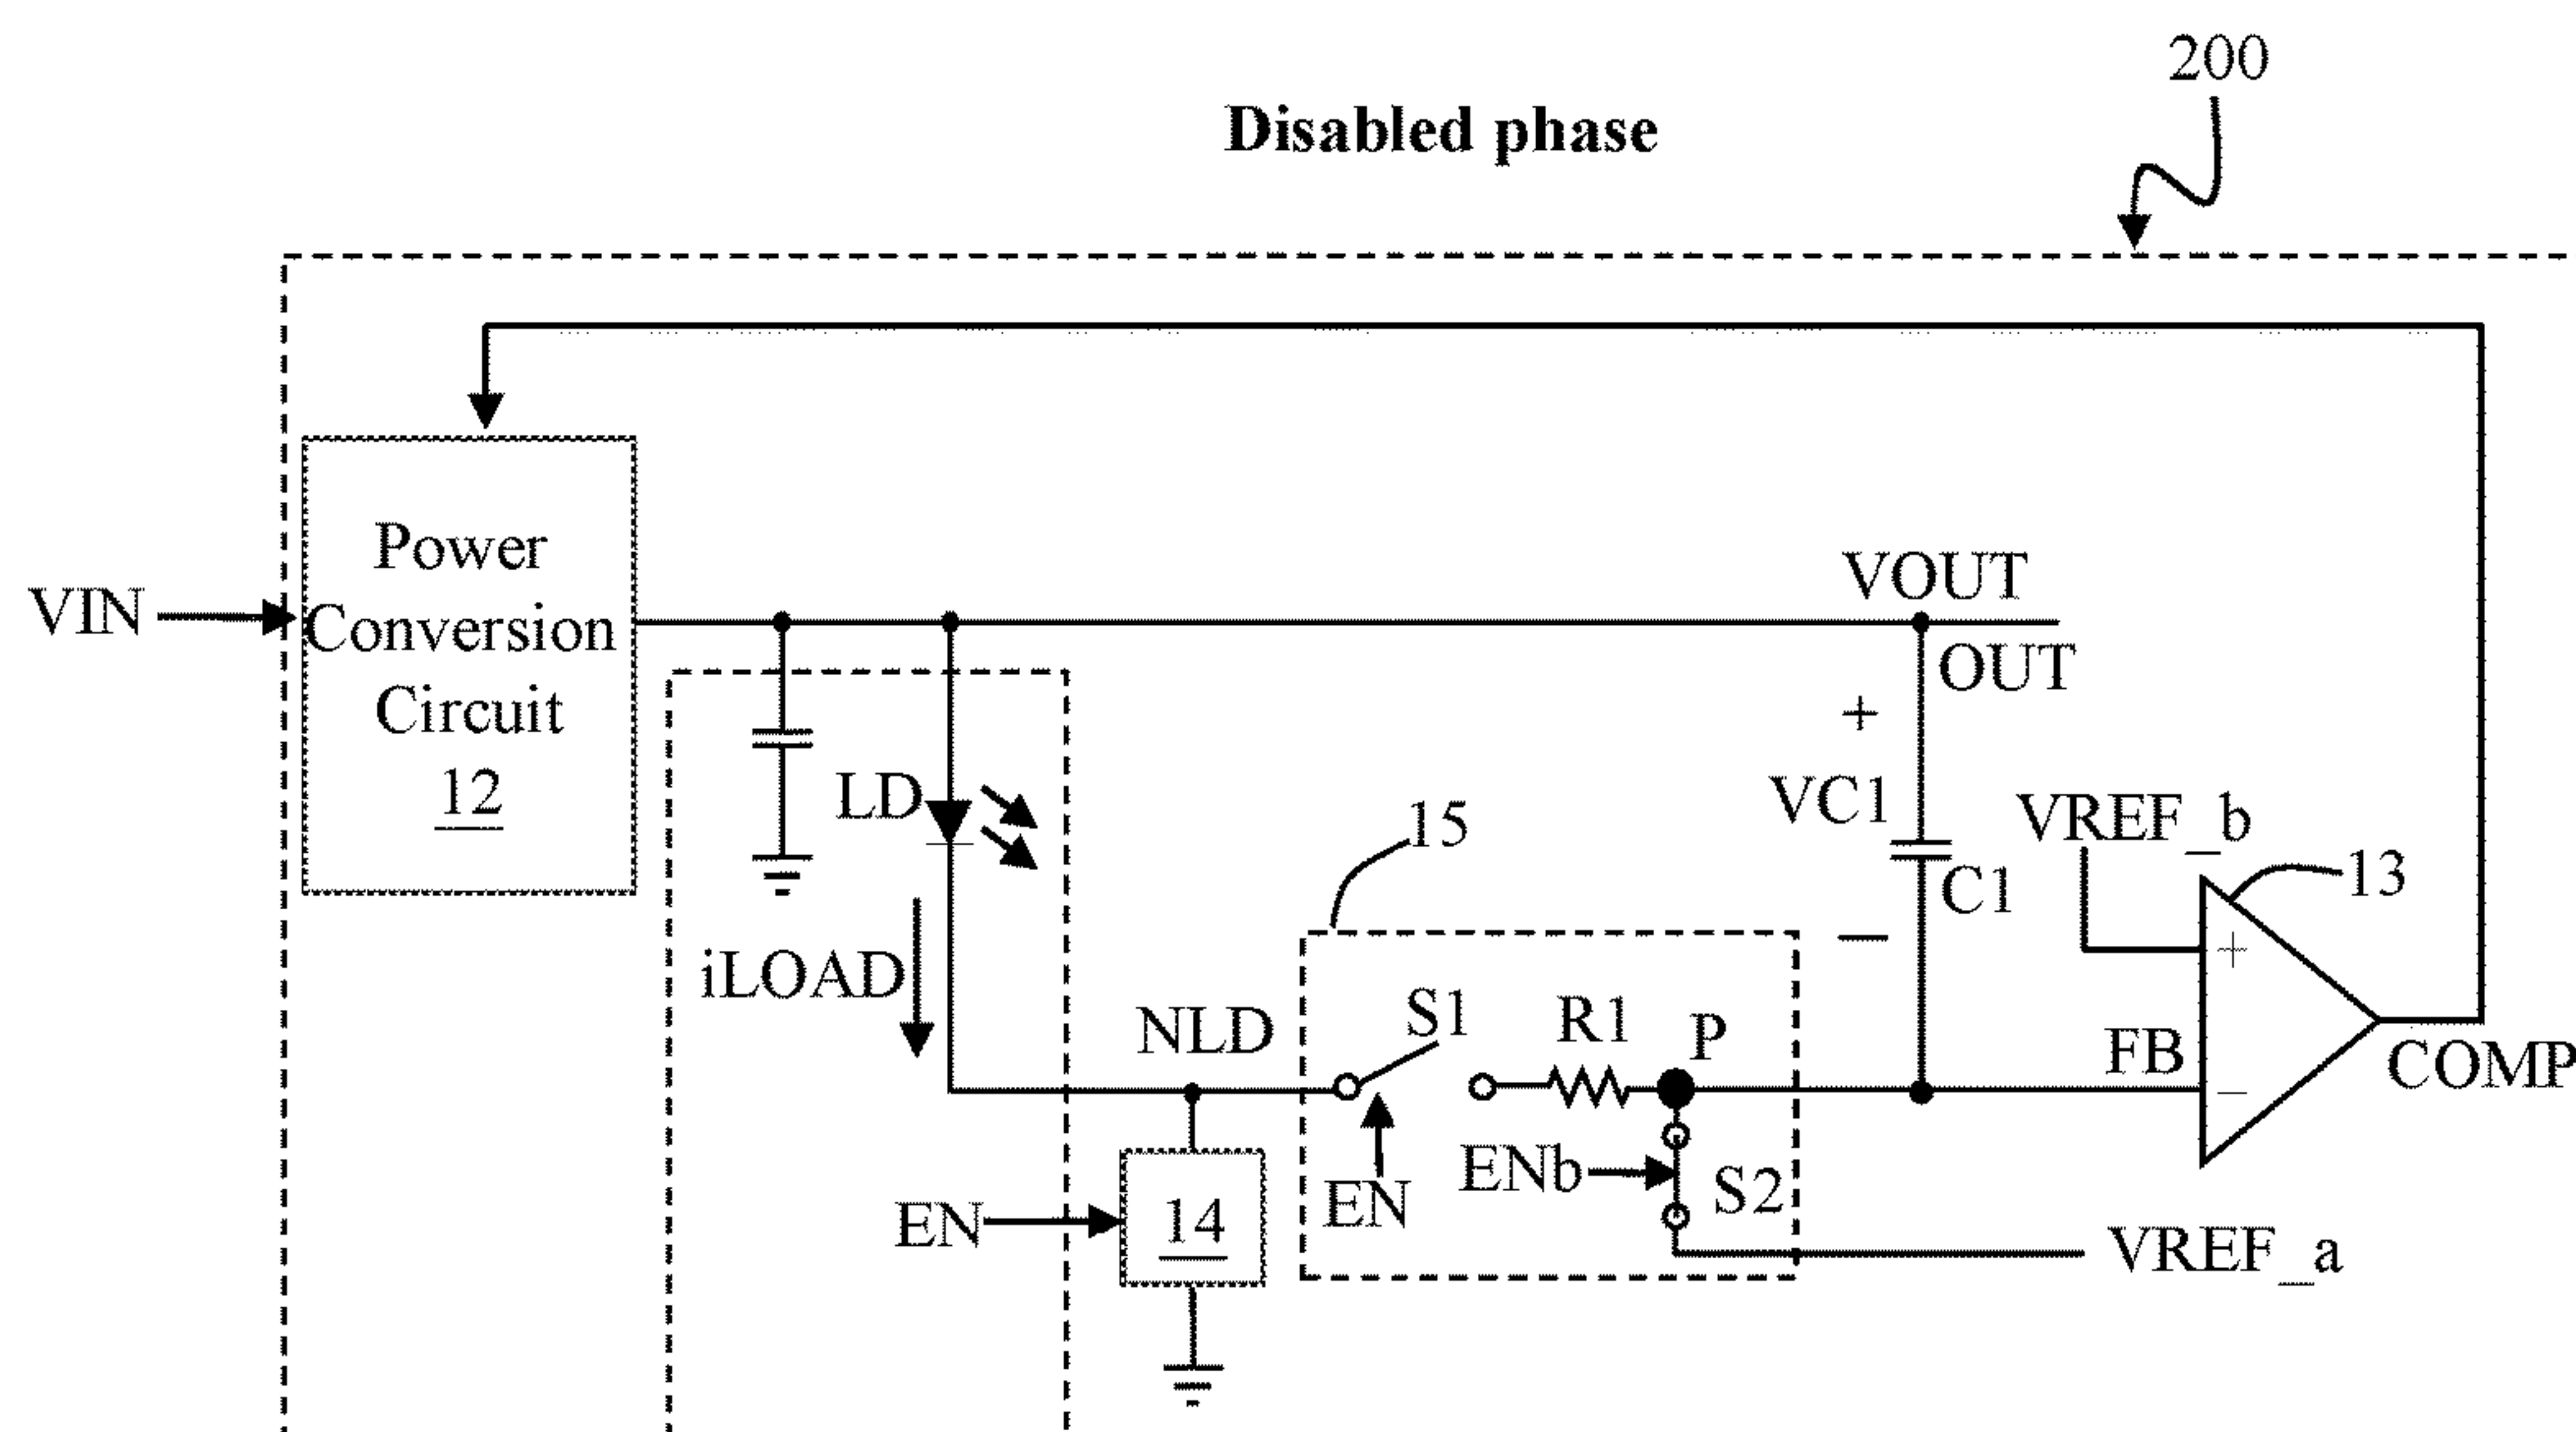 200
Disabled phase
Power
Conversion
Circuit
12
VIN
VOUT
OUT
+
VC1
C1
−
LD
iLOAD
15
VREF_b
13
+
−
FB
COMP
NLD
S1
R1
P
EN
ENb
S2
EN
14
VREF_a